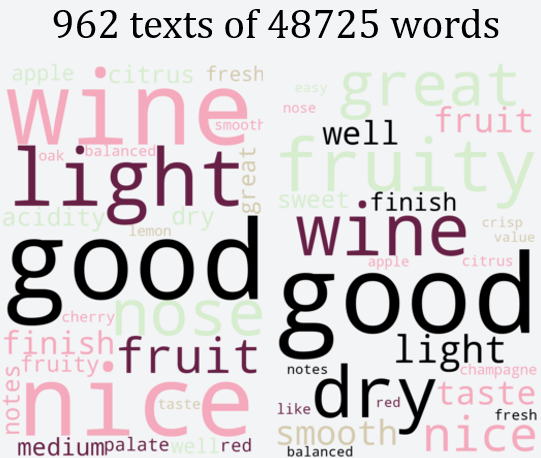 962 texts of 48725 words
apple citrus fresh
wine
smooth
oak balanced
light
great
acidity dry
lemon
good
nose
cherry
finish
fruit
fruity
notes
nice
taste
medium palate well red
great
easy
nose
fruit
well
fruity
sweet
finish
wine
crisp
value
apple citrus
good
light
notes
champagne
dry
taste
red
like
fresh
smooth
nice
balanced